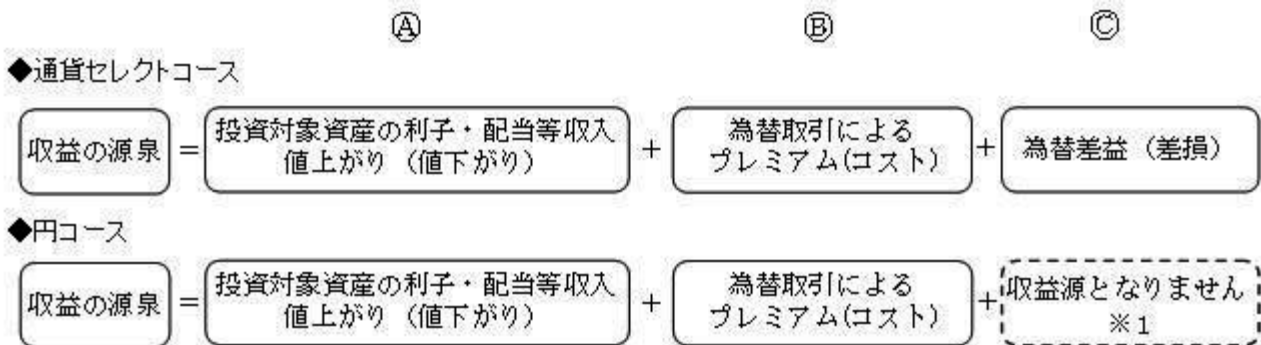 Ⓐ Ⓑ Ⓒ
◆通貨セレクトコース
収益の源泉 = 投資対象資産の利子・配当等収入 値上がり（値下がり） + 為替取引による プレミアム(コスト) + 為替差益（差損）
◆円コース
収益の源泉 = 投資対象資産の利子・配当等収入 値上がり（値下がり） + 為替取引による プレミアム(コスト) + 収益源となりません ※1